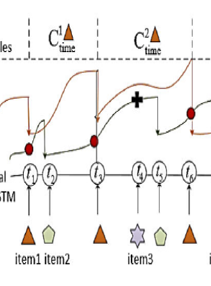 C¹time C²time
les
t1 t2 t3 t4 t5 t6
al
STM
item1 item2 item3